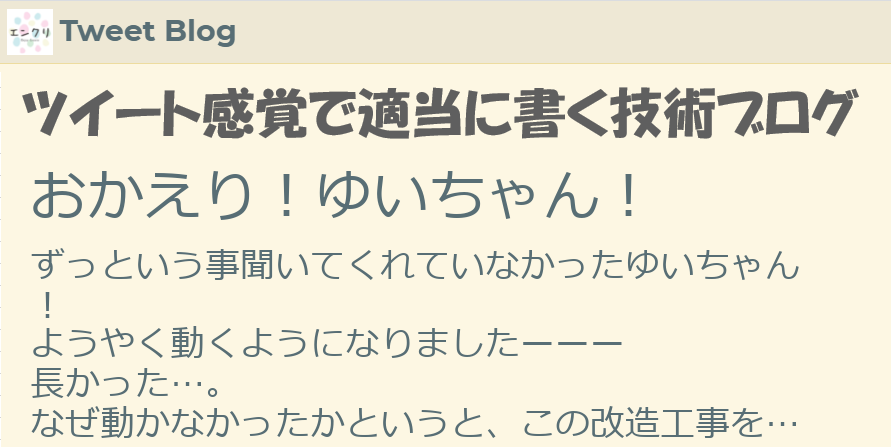 エンクリ Tweet Blog
ツイート感覚で適当に書く技術ブログ
おかえり！ゆいちゃん！
ずっという事聞いてくれていなかったゆいちゃん
！
ようやく動くようになりましたーーー
長かった…。
なぜ動かなかったかというと、この改造工事を…